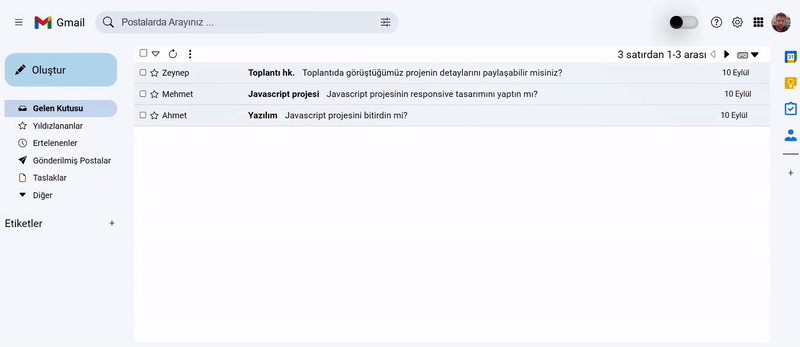 Gmail
Postalarda Arayınız ...
Oluştur
Gelen Kutusu
Yıldızlananlar
Ertelenenler
Gönderilmiş Postalar
Taslaklar
Diğer
Etiketler +
3 satırdan 1-3 arası
Zeynep Toplantı hk. Toplantıda görüştüğümüz projenin detaylarını paylaşabilir misiniz? 10 Eylül
Mehmet Javascript projesi Javascript projesinin responsive tasarımını yaptın mı? 10 Eylül
Ahmet Yazılım Javascript projesini bitirdin mi? 10 Eylül
31
+